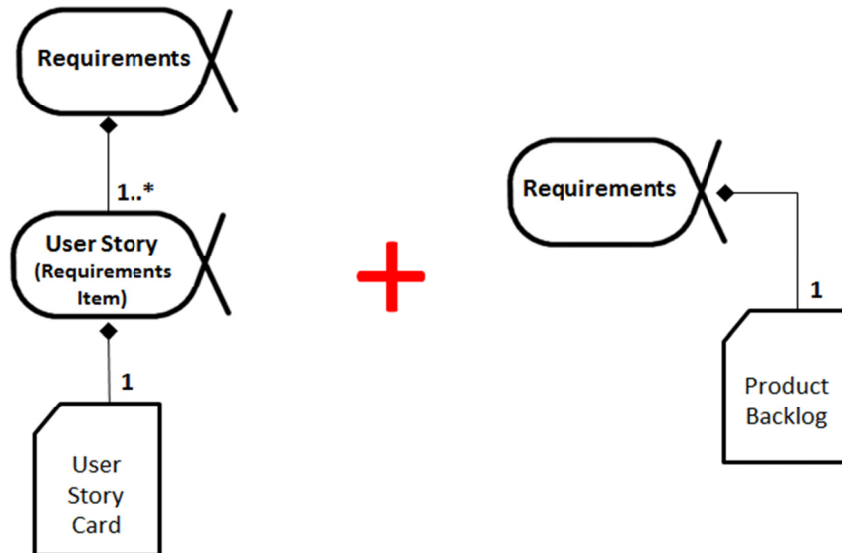 Requirements
1..*
User Story
(Requirements
Item)
1
User
Story
Card
Requirements
1
Product
Backlog